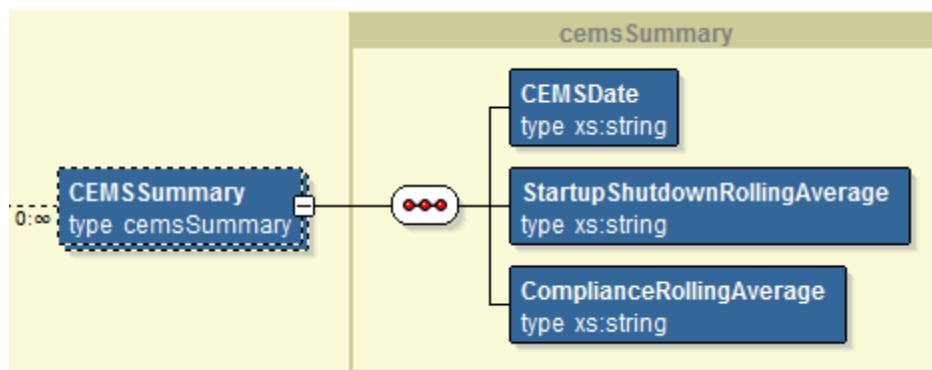 cemsSummary
CEMSDate
type xs:string
CEMSSummary
type cemsSummary
0:∞
StartupShutdownRollingAverage
type xs:string
ComplianceRollingAverage
type xs:string